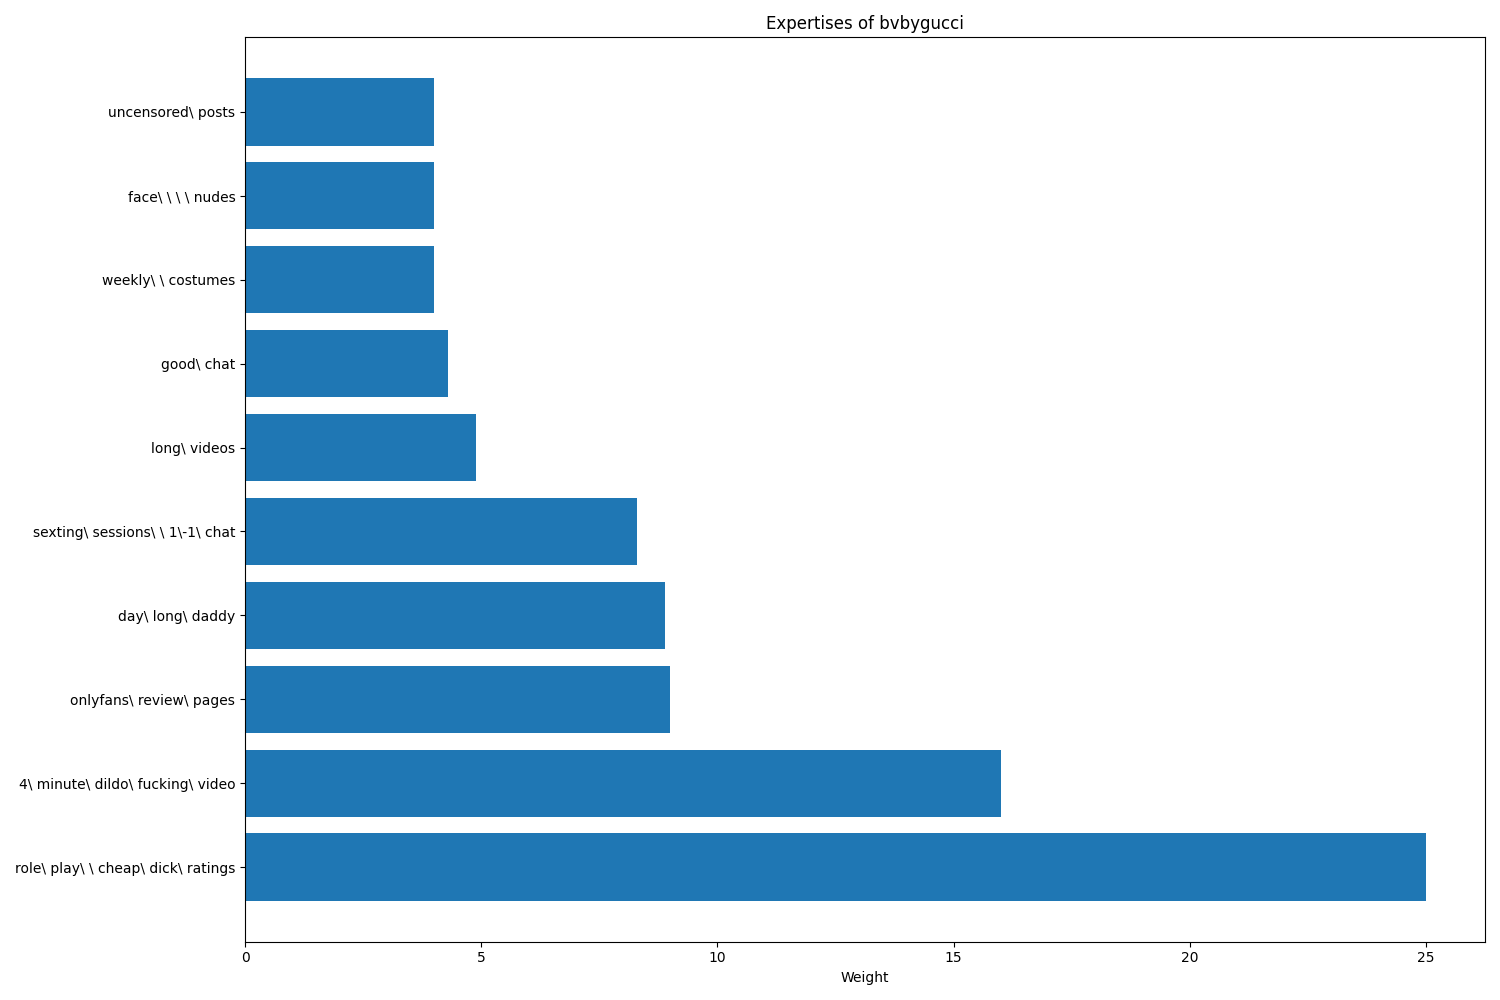 Expertises of bvbygucci
uncensored\ posts
face\ \ \ \ nudes
weekly\ \ costumes
good\ chat
long\ videos
sexting\ sessions\ \ 1\-1\ chat
day\ long\ daddy
onlyfans\ review\ pages
4\ minute\ dildo\ fucking\ video
role\ play\ \ cheap\ dick\ ratings
0 5 10 15 20 25
Weight